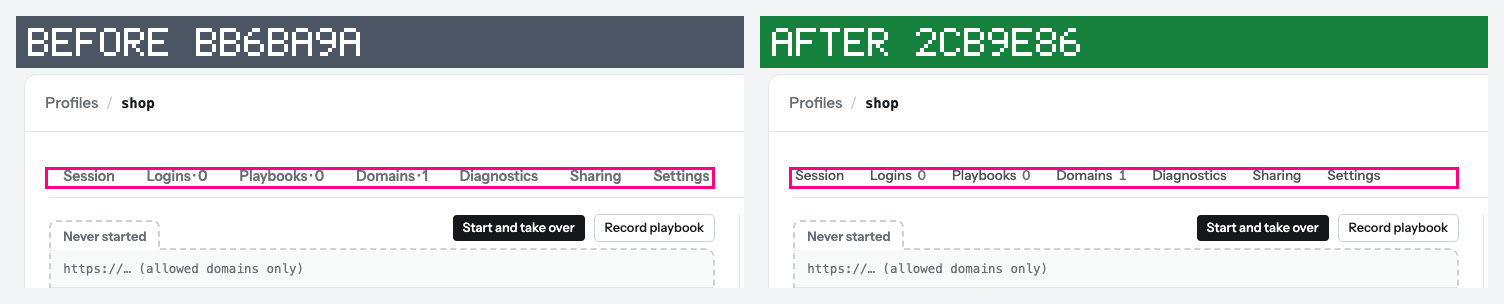 BEFORE BB6BA9A
Profiles / shop
Session Logins·0 Playbooks·0 Domains·1 Diagnostics Sharing Settings
Never started Start and take over Record playbook
https://… (allowed domains only)
AFTER 2CB9E86
Profiles / shop
Session Logins 0 Playbooks 0 Domains 1 Diagnostics Sharing Settings
Never started Start and take over Record playbook
https://… (allowed domains only)